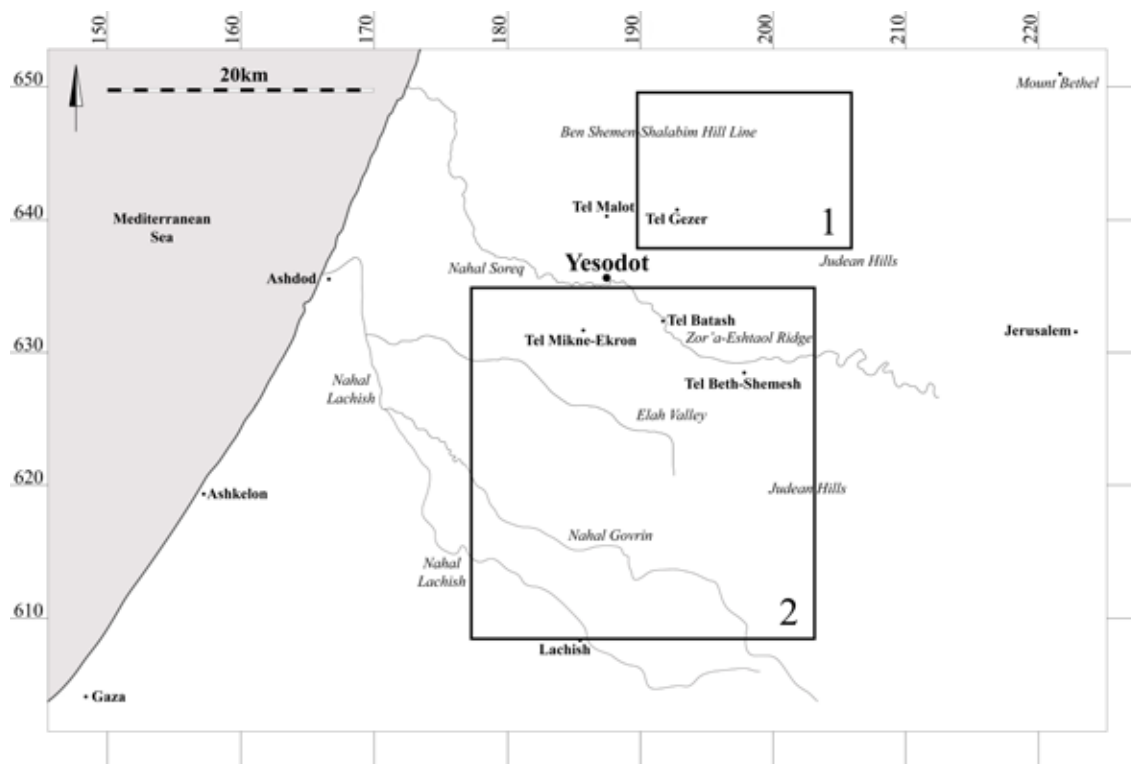 150 160 170 180 190 200 210 220
650
640
630
620
610
20km
Mount Bethel
Ben Shemen Shalabim Hill Line
Mediterranean
Sea
Tel Malot
Tel Gezer
1
Judean Hills
Nahal Soreq
Yesodot
Ashdod
Tel Batash
Tel Mikne-Ekron
Zor'a-Eshtaol Ridge
Jerusalem
Nahal
Lachish
Tel Beth-Shemesh
Elah Valley
Ashkelon
Judean Hills
Nahal Govrin
Nahal
Lachish
2
Lachish
Gaza